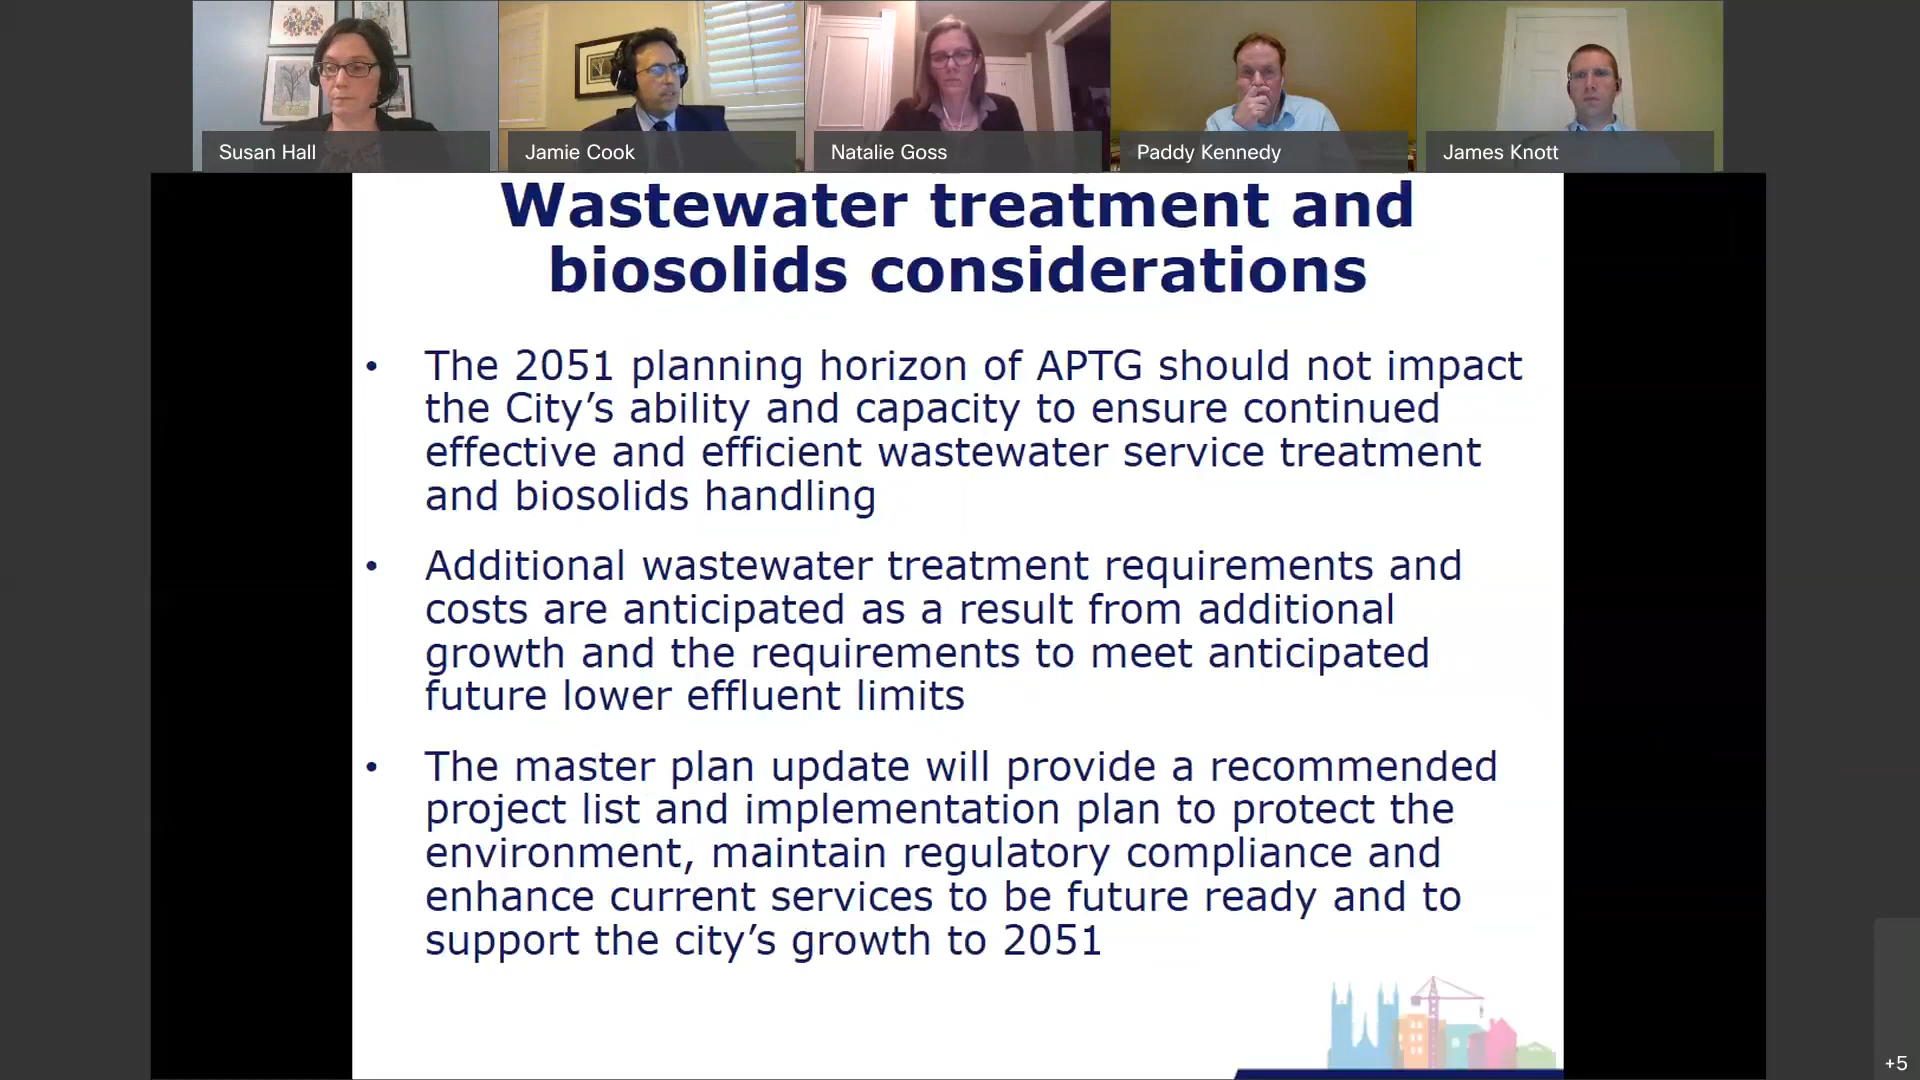 Susan Hall
Jamie Cook
Natalie Goss
Paddy Kennedy
James Knott
Wastewater treatment and
biosolids considerations
• The 2051 planning horizon of APTG should not impact
the City’s ability and capacity to ensure continued
effective and efficient wastewater service treatment
and biosolids handling
• Additional wastewater treatment requirements and
costs are anticipated as a result from additional
growth and the requirements to meet anticipated
future lower effluent limits
• The master plan update will provide a recommended
project list and implementation plan to protect the
environment, maintain regulatory compliance and
enhance current services to be future ready and to
support the city’s growth to 2051
+5